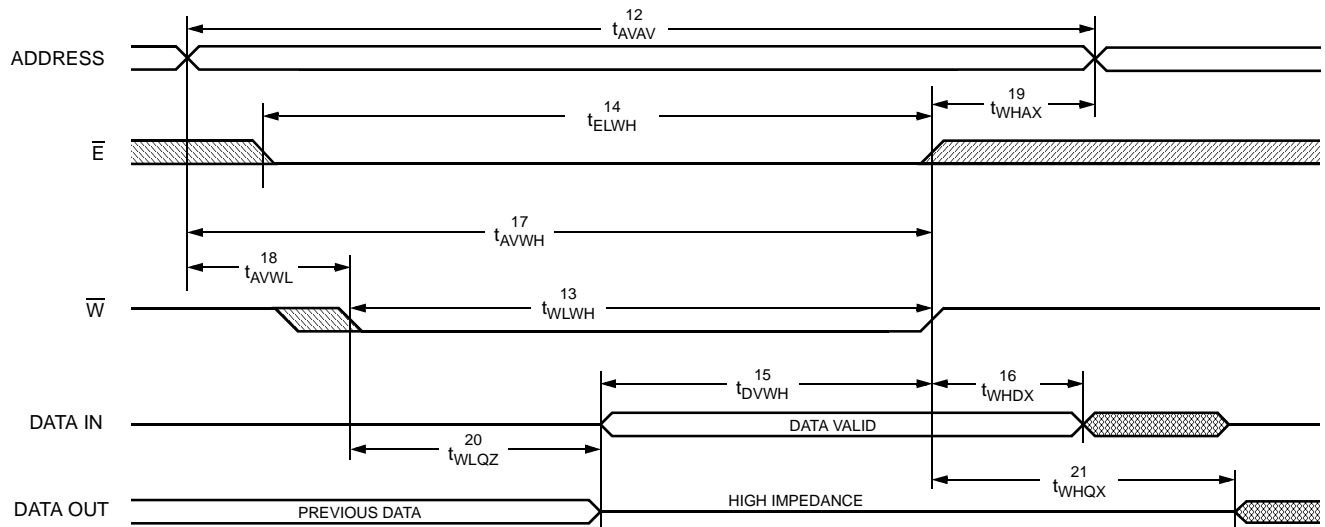 12
tAVAV
ADDRESS
19
tWHAX
14
tELWH
E
17
tAVWH
18
tAVWL
W
13
tWLWH
15
tDVWH
16
tWHDX
DATA IN
DATA VALID
20
tWLQZ
21
tWHQX
DATA OUT
PREVIOUS DATA
HIGH IMPEDANCE